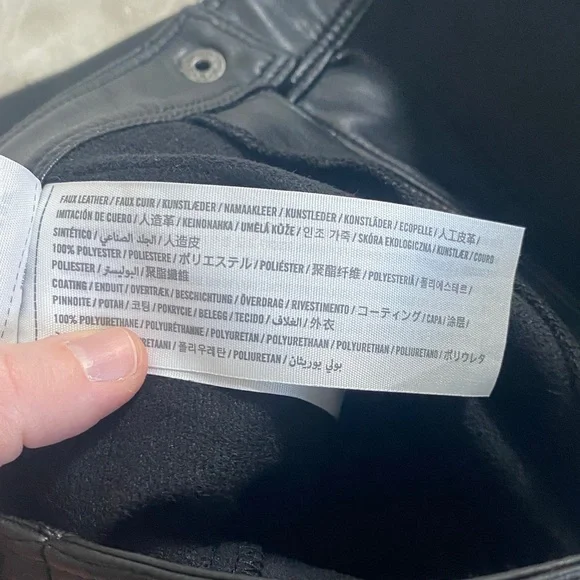 FAUX LEATHER / FAUX CUIR / KUNSTLÆDER / NAMAAKLEER / KUNSTLEDER / KONSTLÄDER / ECOPELLE / 人工皮革 /
IMITACIÓN DE CUERO / 人造革 / KEINONAHKA / UMĚLÁ KŮŽE / 인조 가죽 / SKÓRA EKOLOGICZNA / KUNSTLÆR / COURO
SINTÉTICO / الجلد الصناعي / 人造皮
100% POLYESTER / POLIESTERE / ポリエステル / POLIÉSTER / 聚酯纤维 / POLYESTERIÄ / 폴리에스테르 /
POLIESTER / البوليستر / 聚脂纖維
COATING / ENDUIT / OVERTRÆK / BESCHICHTUNG / ÖVERDRAG / RIVESTIMENTO / コーティング / CAPA / 涂层 /
PINNOITE / POTAH / 코팅 / POKRYCIE / BELEGG / TECIDO / الغلاف / 外衣
100% POLYURETHANE / POLYURÉTHANNE / POLYURETAN / POLYURETHAAN / POLYURETHAN / POLIURETANO / ポリウレタ
/ 폴리우레탄 / POLIURETAN / بولي يوريثان